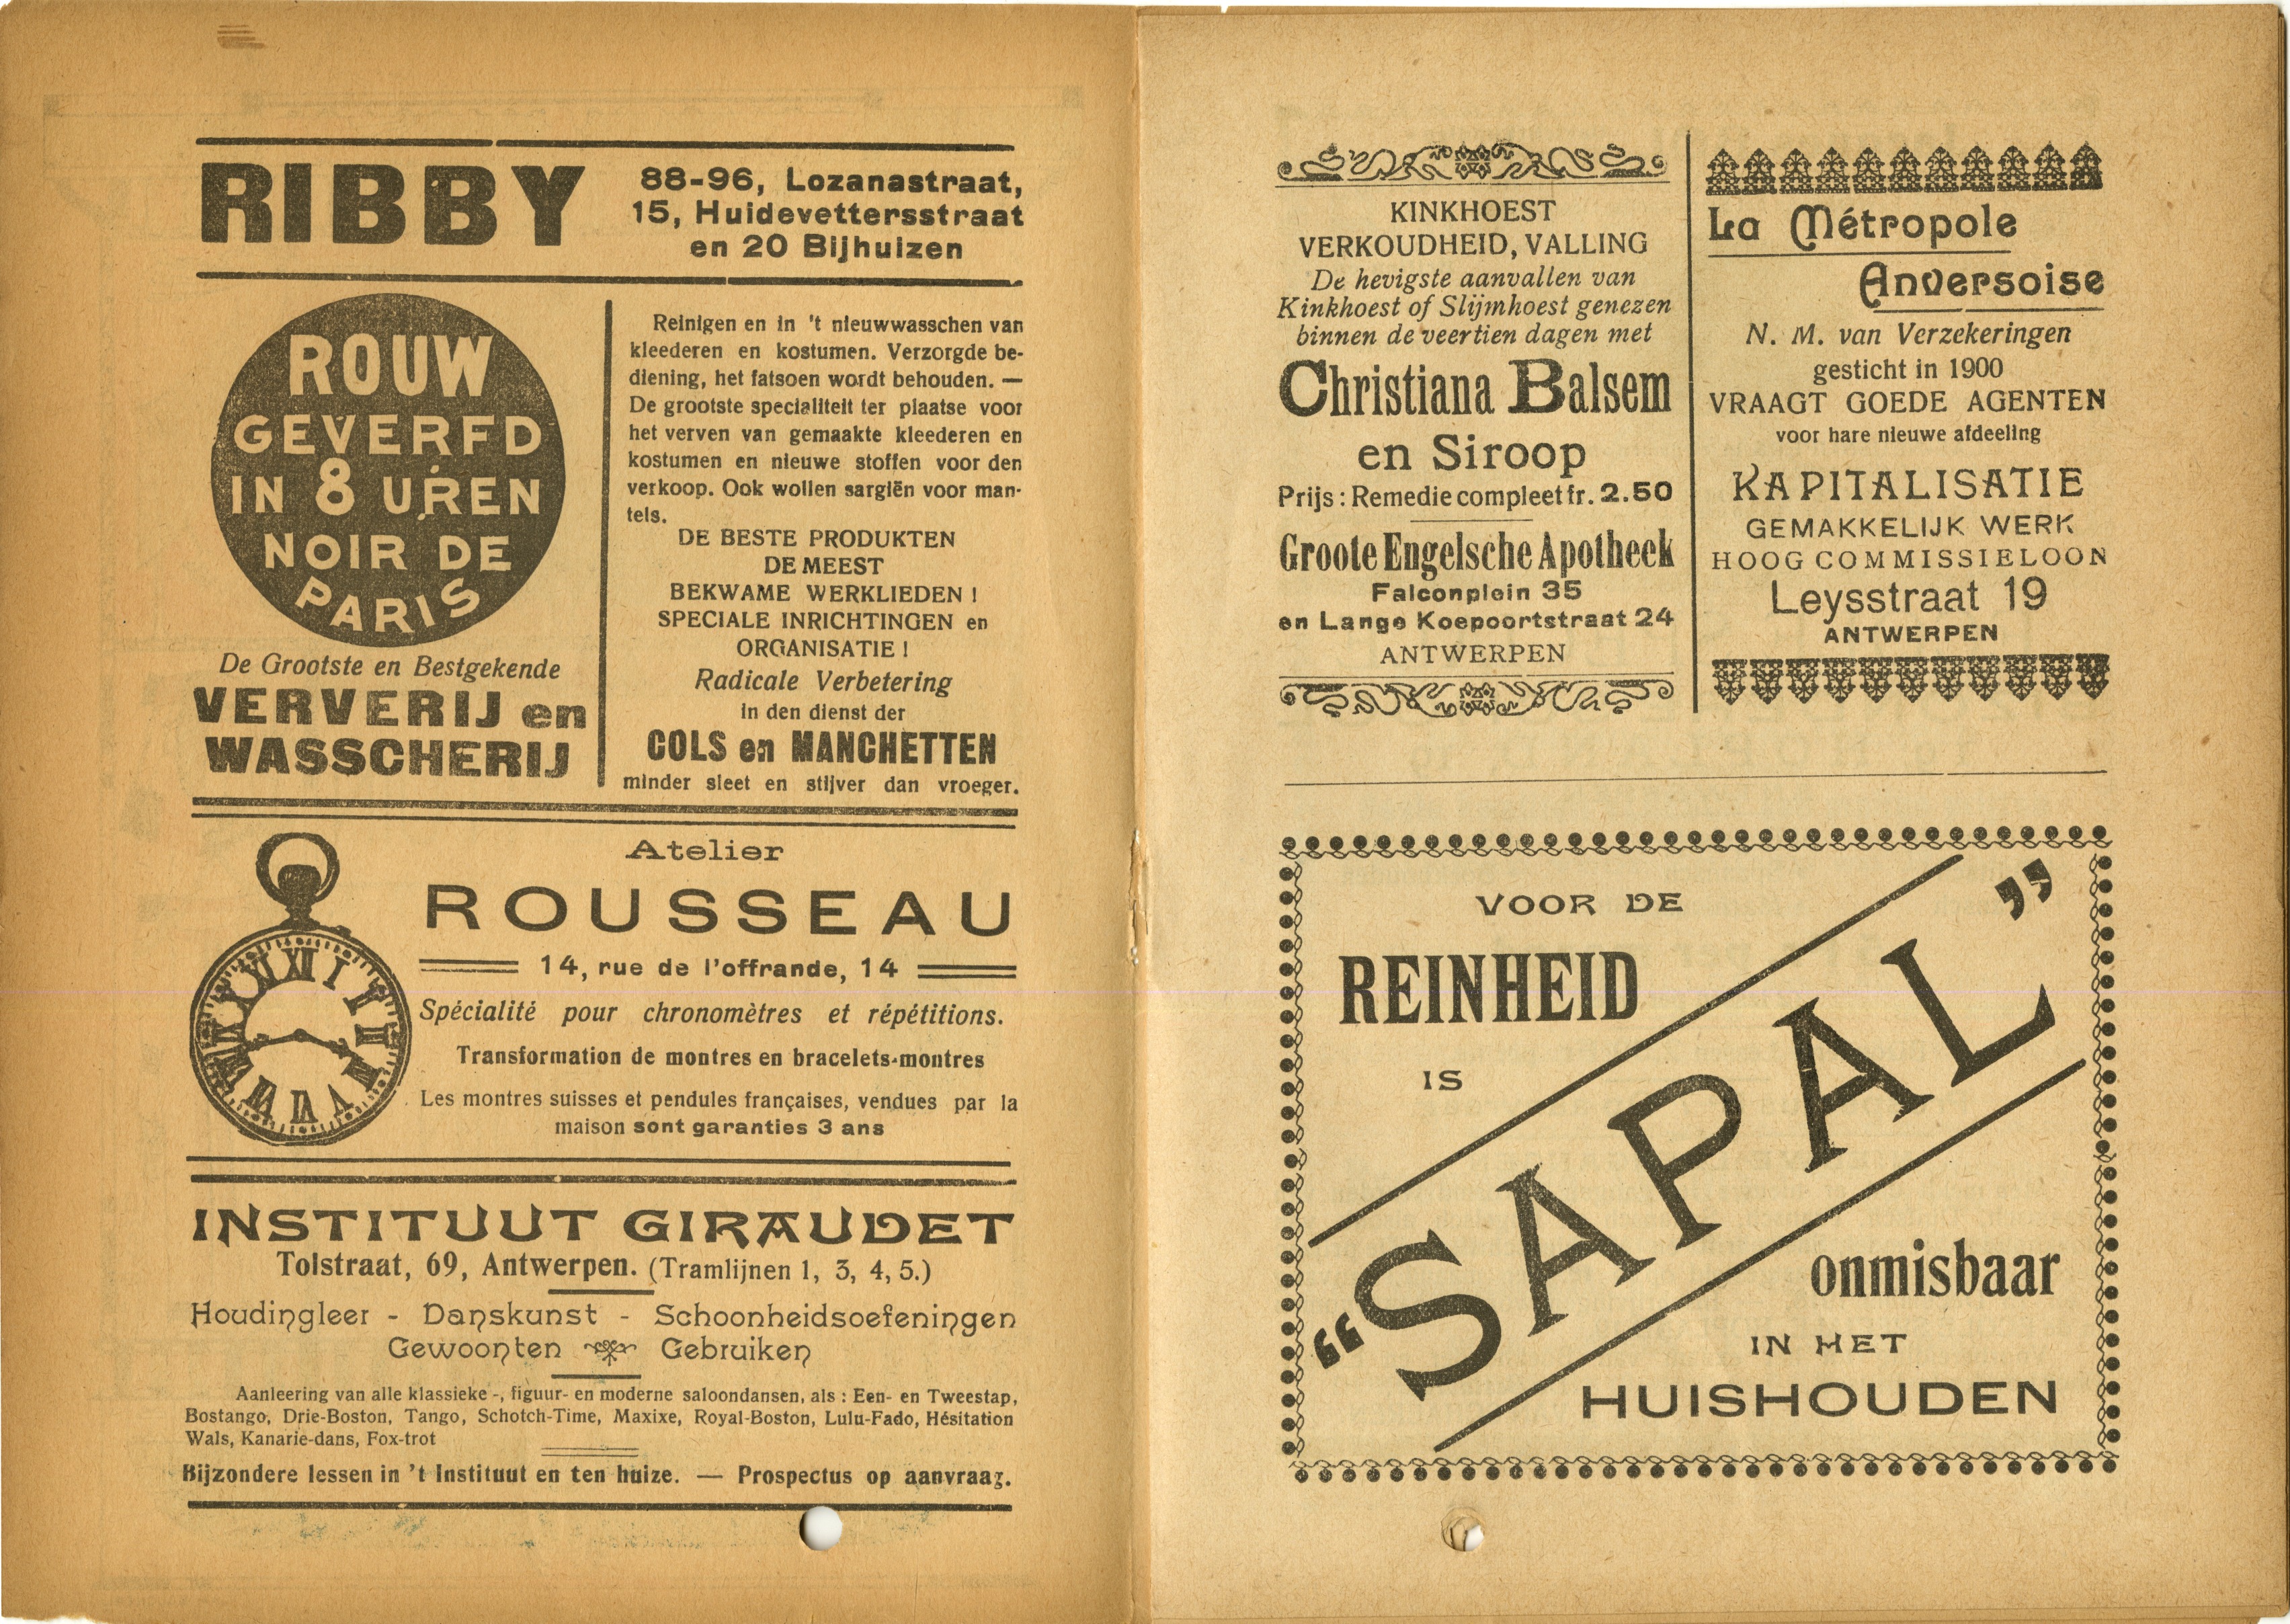 RIBBY
88-96, Lozanastraat,
15, Huidevettersstraat
en 20 Bijhuizen
ROUW
GEVERFD
IN 8 UREN
NOIR DE
PARIS
De Grootste en Bestgekende
VERVERIJ en
WASSCHERIJ
Reinigen en in 't nieuwwasschen van
kleederen en kostumen. Verzorgde be-
diening, het fatsoen wordt behouden. —
De grootste specialiteit ter plaatse voor
het verven van gemaakte kleederen en
kostumen en nieuwe stoffen voor den
verkoop. Ook wollen sargiën voor man-
tels.
DE BESTE PRODUKTEN
DE MEEST
BEKWAME WERKLIEDEN !
SPECIALE INRICHTINGEN en
ORGANISATIE !
Radicale Verbetering
in den dienst der
COLS en MANCHETTEN
minder sleet en stijver dan vroeger.
XII I II III IV V VI VII VIII IX X XI
Atelier
ROUSSEAU
14, rue de l'offrande, 14
Spécialité pour chronomètres et répétitions.
Transformation de montres en bracelets-montres
Les montres suisses et pendules françaises, vendues par la
maison sont garanties 3 ans
INSTITUUT GIRAUDET
Tolstraat, 69, Antwerpen. (Tramlijnen 1, 3, 4, 5.)
Houdingleer - Danskunst - Schoonheidsoefeningen
Gewoonten Gebruiken
Aanleering van alle klassieke -, figuur- en moderne saloondansen, als : Een- en Tweestap,
Bostango, Drie-Boston, Tango, Schotch-Time, Maxixe, Royal-Boston, Lulu-Fado, Hésitation
Wals, Kanarie-dans, Fox-trot
Bijzondere lessen in 't Instituut en ten huize. — Prospectus op aanvraag.
KINKHOEST
VERKOUDHEID, VALLING
De hevigste aanvallen van
Kinkhoest of Slijmhoest genezen
binnen de veertien dagen met
Christiana Balsem
en Siroop
Prijs : Remedie compleet fr. 2.50
Groote Engelsche Apotheek
Falconplein 35
en Lange Koepoortstraat 24
ANTWERPEN
La Métropole
Anversoise
N. M. van Verzekeringen
gesticht in 1900
VRAAGT GOEDE AGENTEN
voor hare nieuwe afdeeling
KAPITALISATIE
GEMAKKELIJK WERK
HOOG COMMISSIELOON
Leysstraat 19
ANTWERPEN
VOOR DE
REINHEID
IS
“SAPAL”
onmisbaar
IN HET
HUISHOUDEN